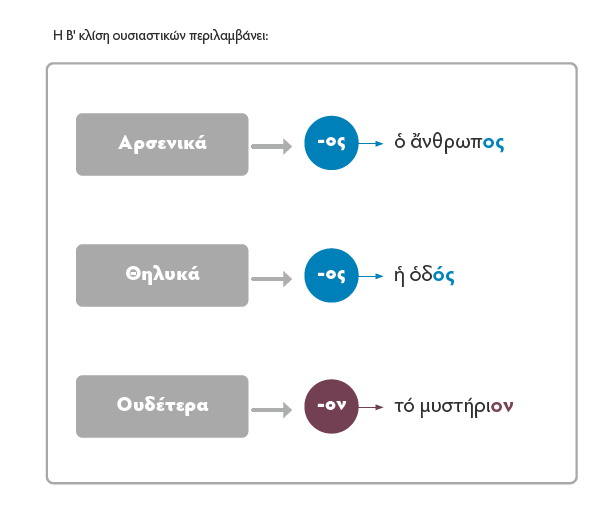 Η Β' κλίση ουσιαστικών περιλαμβάνει:
Αρσενικά -ος ὁ ἄνθρωπος
Θηλυκά -ος ἡ ὁδός
Ουδέτερα -ον τό μυστήριον